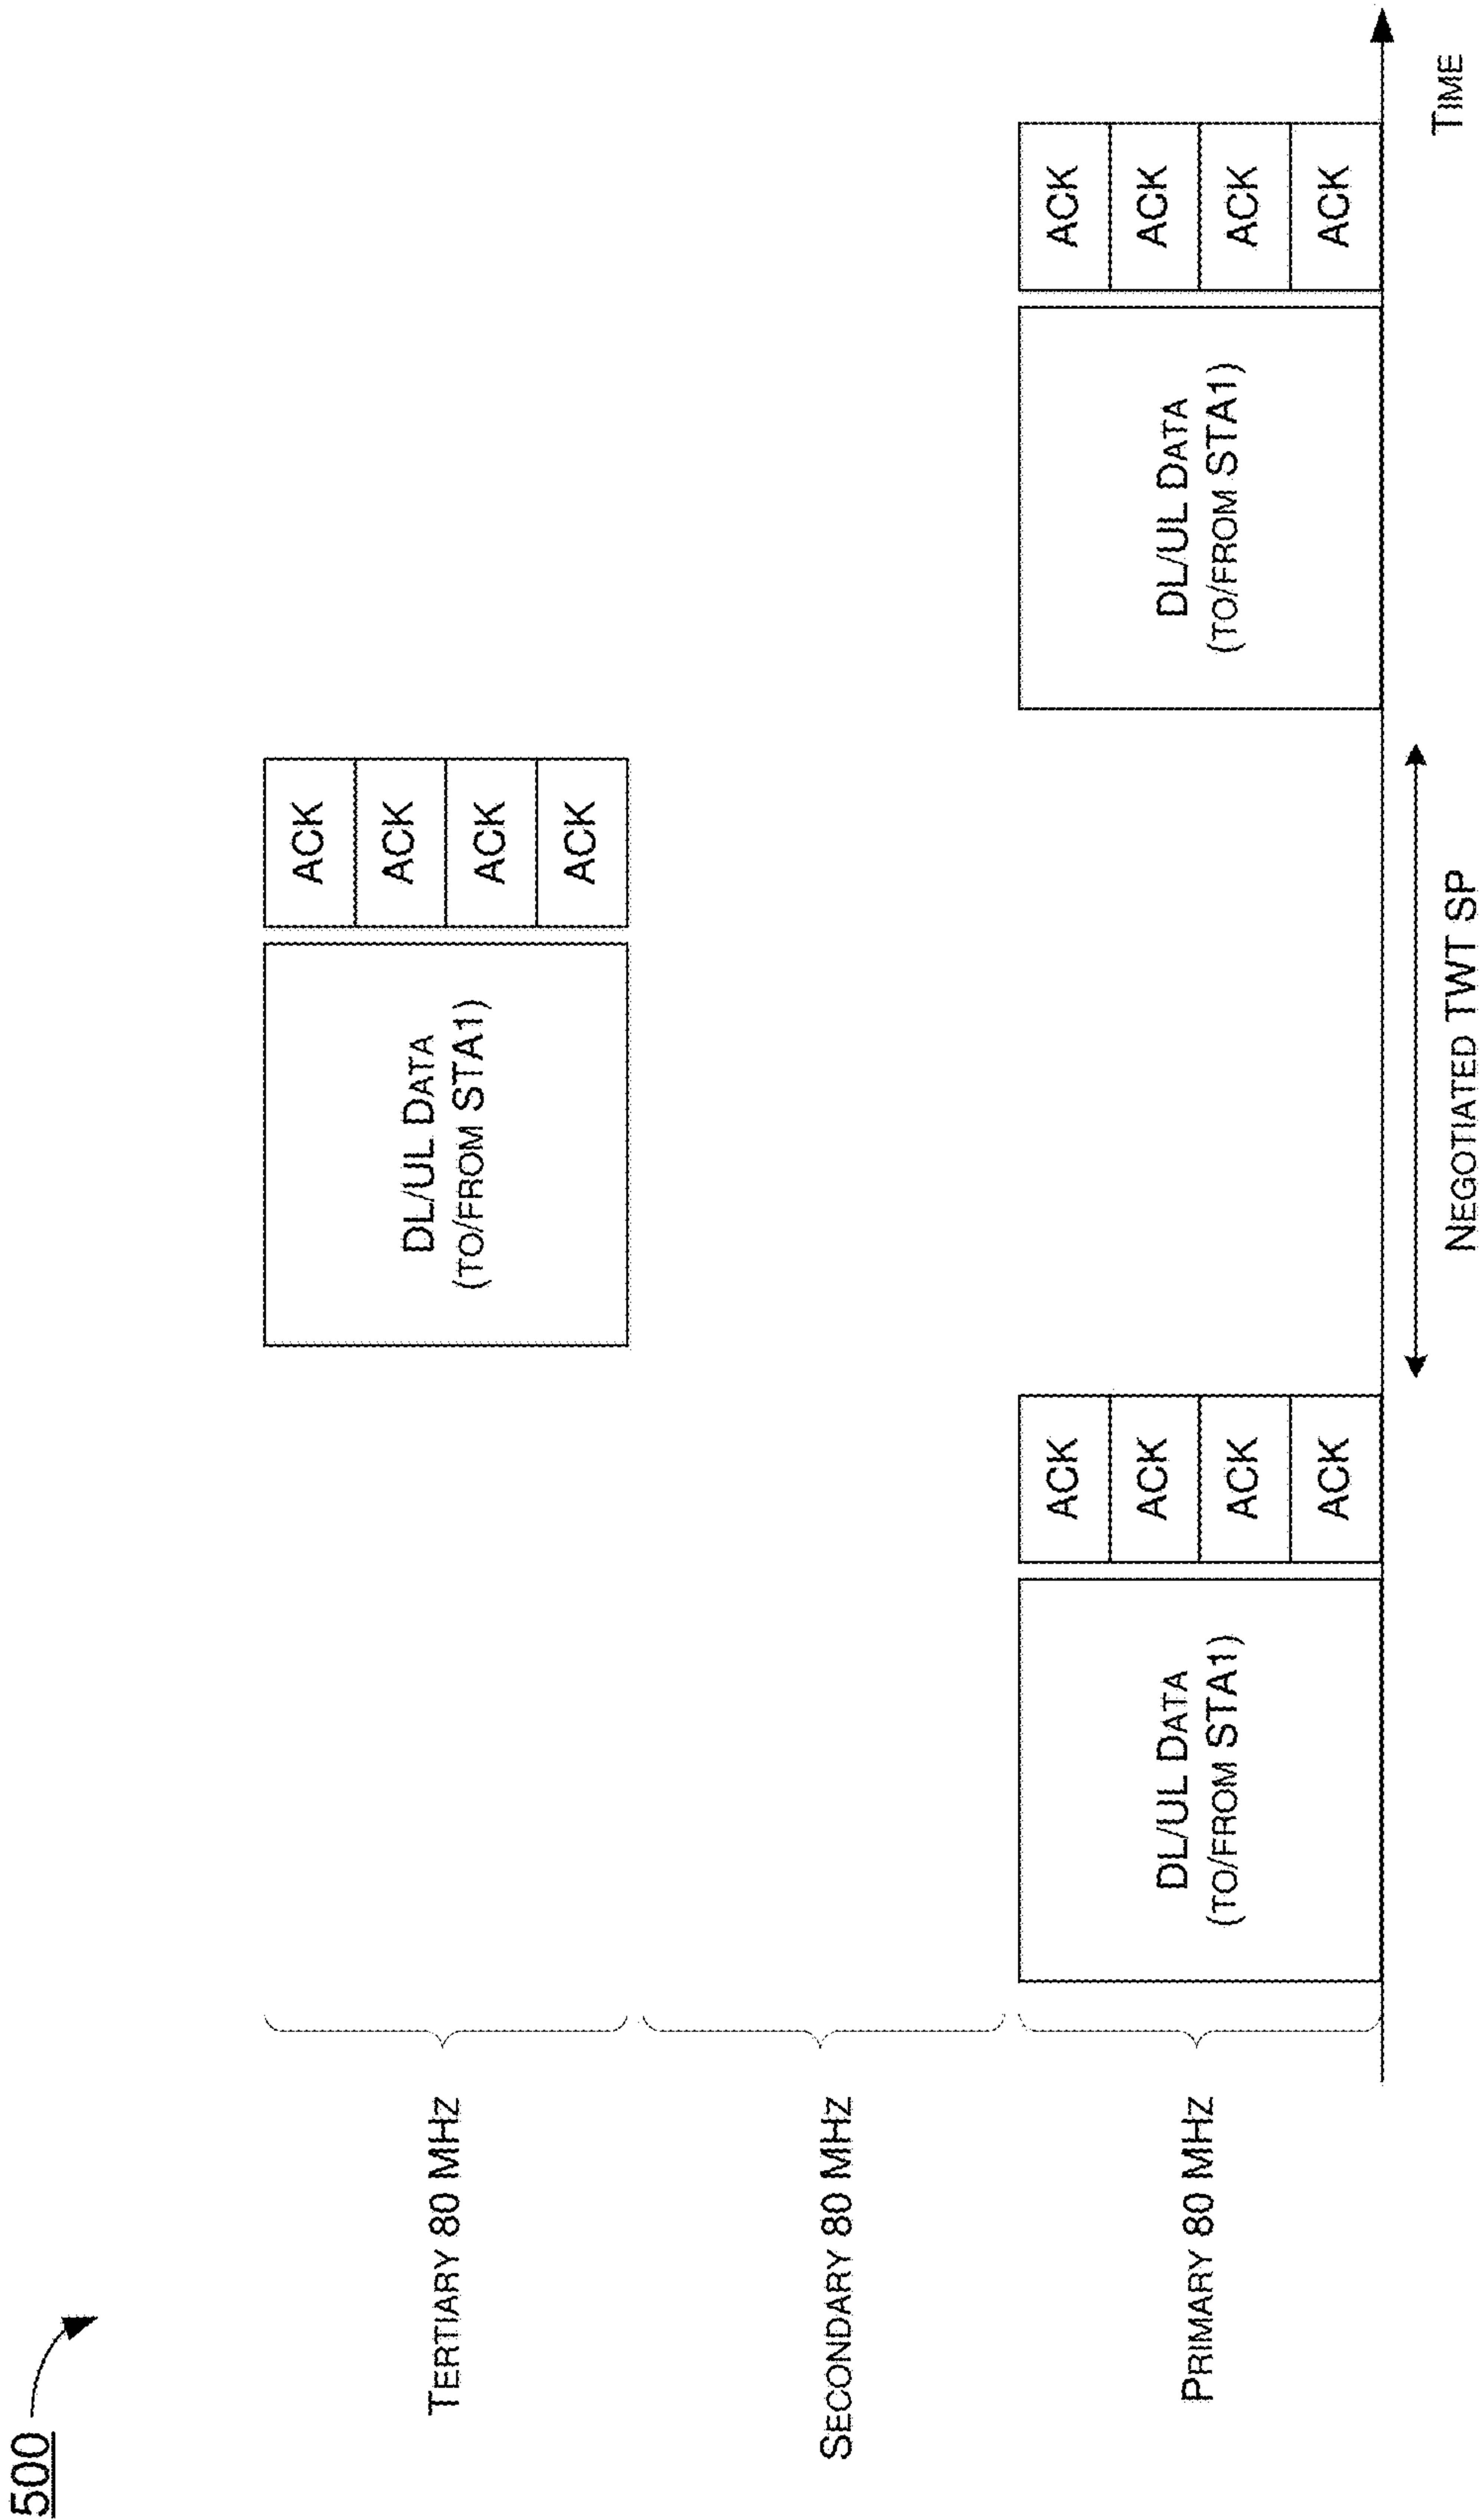 500
TERTIARY 80 MHZ
DL/UL DATA
(TO/FROM STA1)
ACK
ACK
ACK
ACK
SECONDARY 80 MHZ
PRIMARY 80 MHZ
DL/UL DATA
(TO/FROM STA1)
ACK
ACK
ACK
ACK
DL/UL DATA
(TO/FROM STA1)
ACK
ACK
ACK
ACK
NEGOTIATED TWT SP
TIME